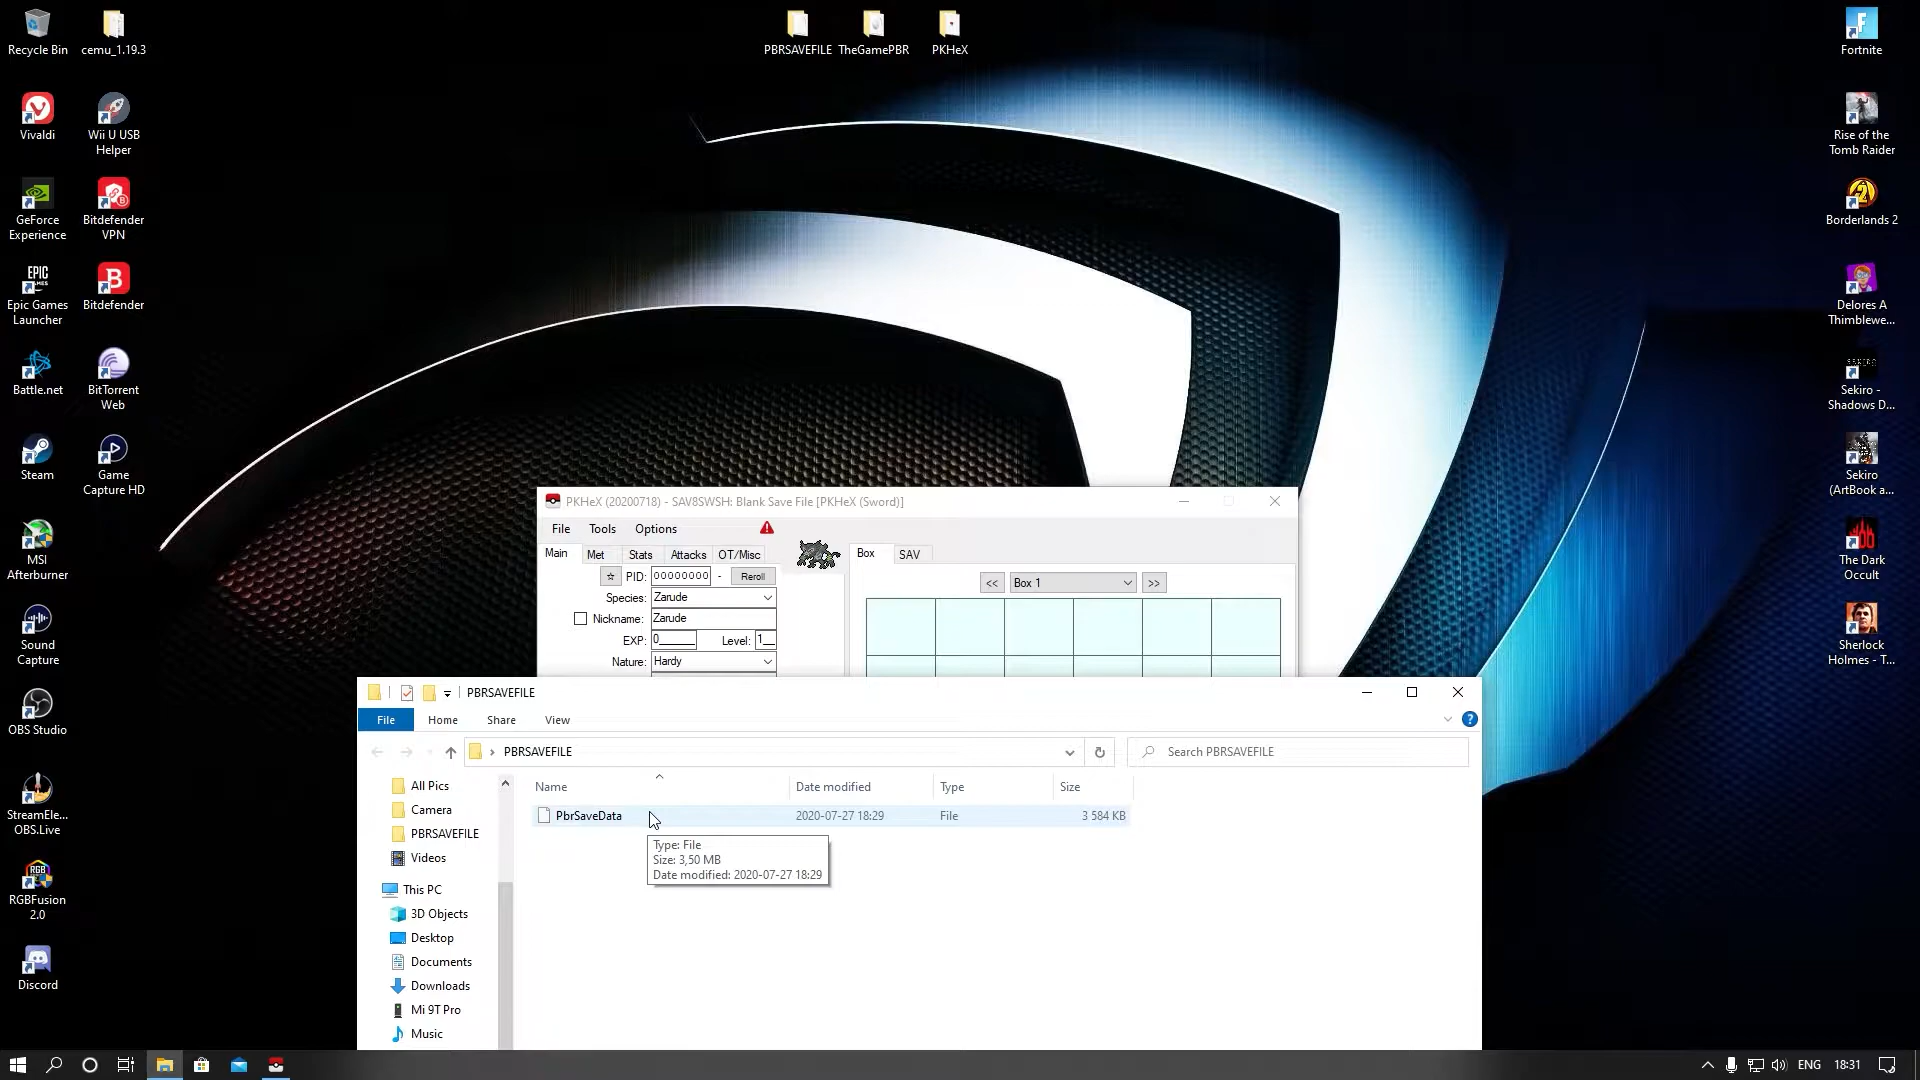 Recycle Bin
cemu_1.19.3
PBRSAVEFILE
TheGamePBR
PKHeX
Fortnite
Vivaldi
Wii U USB
Helper
Rise of the
Tomb Raider
GeForce
Experience
Bitdefender
VPN
Borderlands 2
EPIC
GAMES
Epic Games
Launcher
Bitdefender
Delores A
Thimblewe...
Battle.net
BitTorrent
Web
Sekiro -
Shadows D...
Steam
Game
Capture HD
Sekiro
(ArtBook a...
MSI
Afterburner
The Dark
Occult
Sound
Capture
Sherlock
Holmes - T...
OBS Studio
StreamEle...
OBS.Live
RGBFusion
2.0
Discord
PKHeX (20200718) - SAV8SWSH: Blank Save File [PKHeX (Sword)]
File Tools Options
Main Met Stats Attacks OT/Misc
Box SAV
PID: 00000000 - Reroll
<< Box 1 >>
Species: Zarude
Nickname: Zarude
EXP: 0 Level: 1
Nature: Hardy
PBRSAVEFILE
File Home Share View
PBRSAVEFILE
Search PBRSAVEFILE
All Pics
Camera
PBRSAVEFILE
Videos
This PC
3D Objects
Desktop
Documents
Downloads
Mi 9T Pro
Music
Name Date modified Type Size
PbrSaveData 2020-07-27 18:29 File 3 584 KB
Type: File
Size: 3,50 MB
Date modified: 2020-07-27 18:29
ENG 18:31